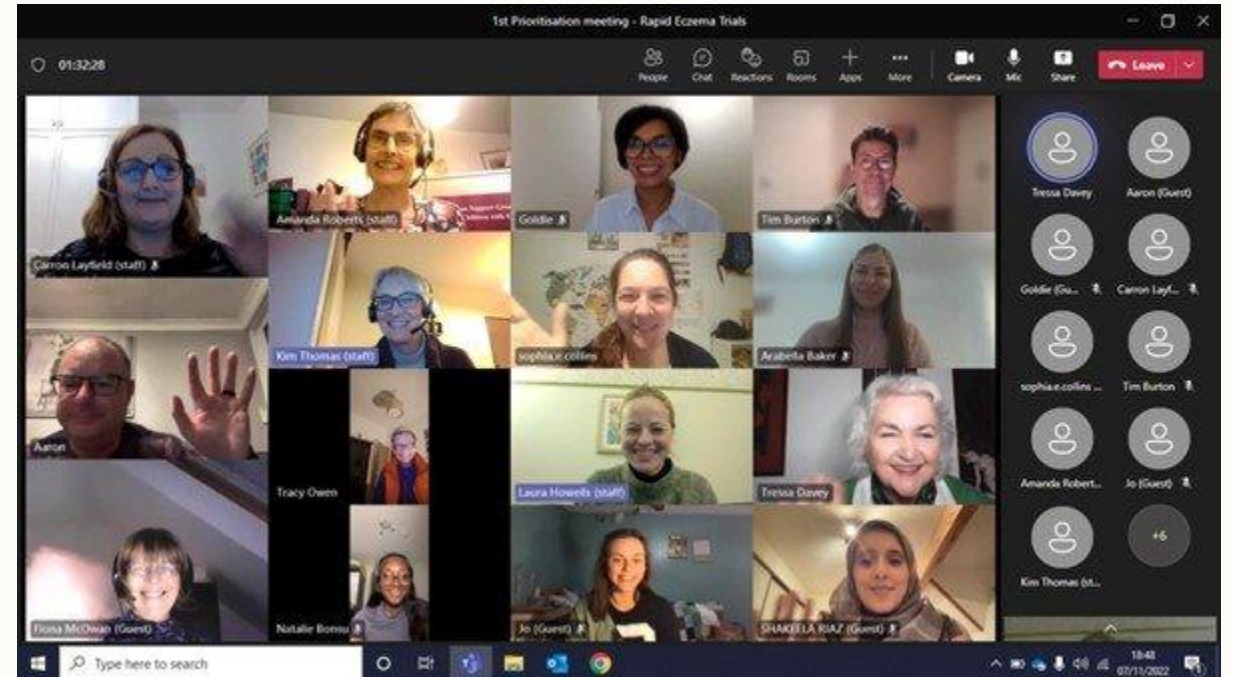 1st Prioritisation meeting - Rapid Eczema Trials
01:32:28
People
Chat
Reactions
Rooms
Apps
More
Camera
Mic
Share
Leave
Carron Layfield (staff)
Amanda Roberts (staff)
Goldie
Tim Burton
Kim Thomas (staff)
sophia.e.collins
Arabella Baker
Aaron
Tracy Owen
Laura Howells (staff)
Tressa Davey
Fiona McOwan (Guest)
Natalie Bonsu
Jo (Guest)
SHAKEELA RIAZ (Guest)
Tressa Davey
Aaron (Guest)
Goldie (Gu...
Carron Layf...
sophia.e.collins ...
Tim Burton
Amanda Robert...
Jo (Guest)
Kim Thomas (st...
+6
Type here to search
18:48
07/11/2022